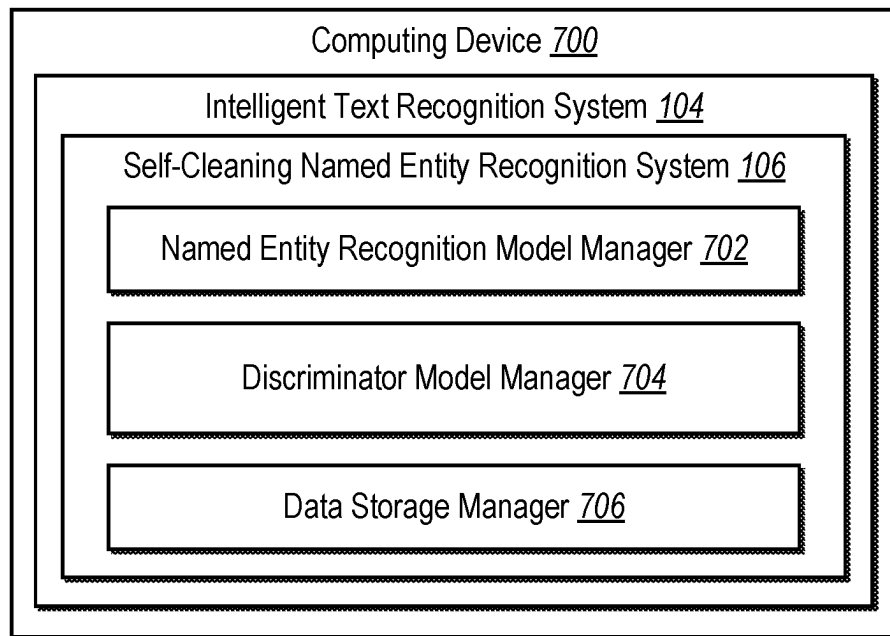 Computing Device 700
Intelligent Text Recognition System 104
Self-Cleaning Named Entity Recognition System 106
Named Entity Recognition Model Manager 702
Discriminator Model Manager 704
Data Storage Manager 706